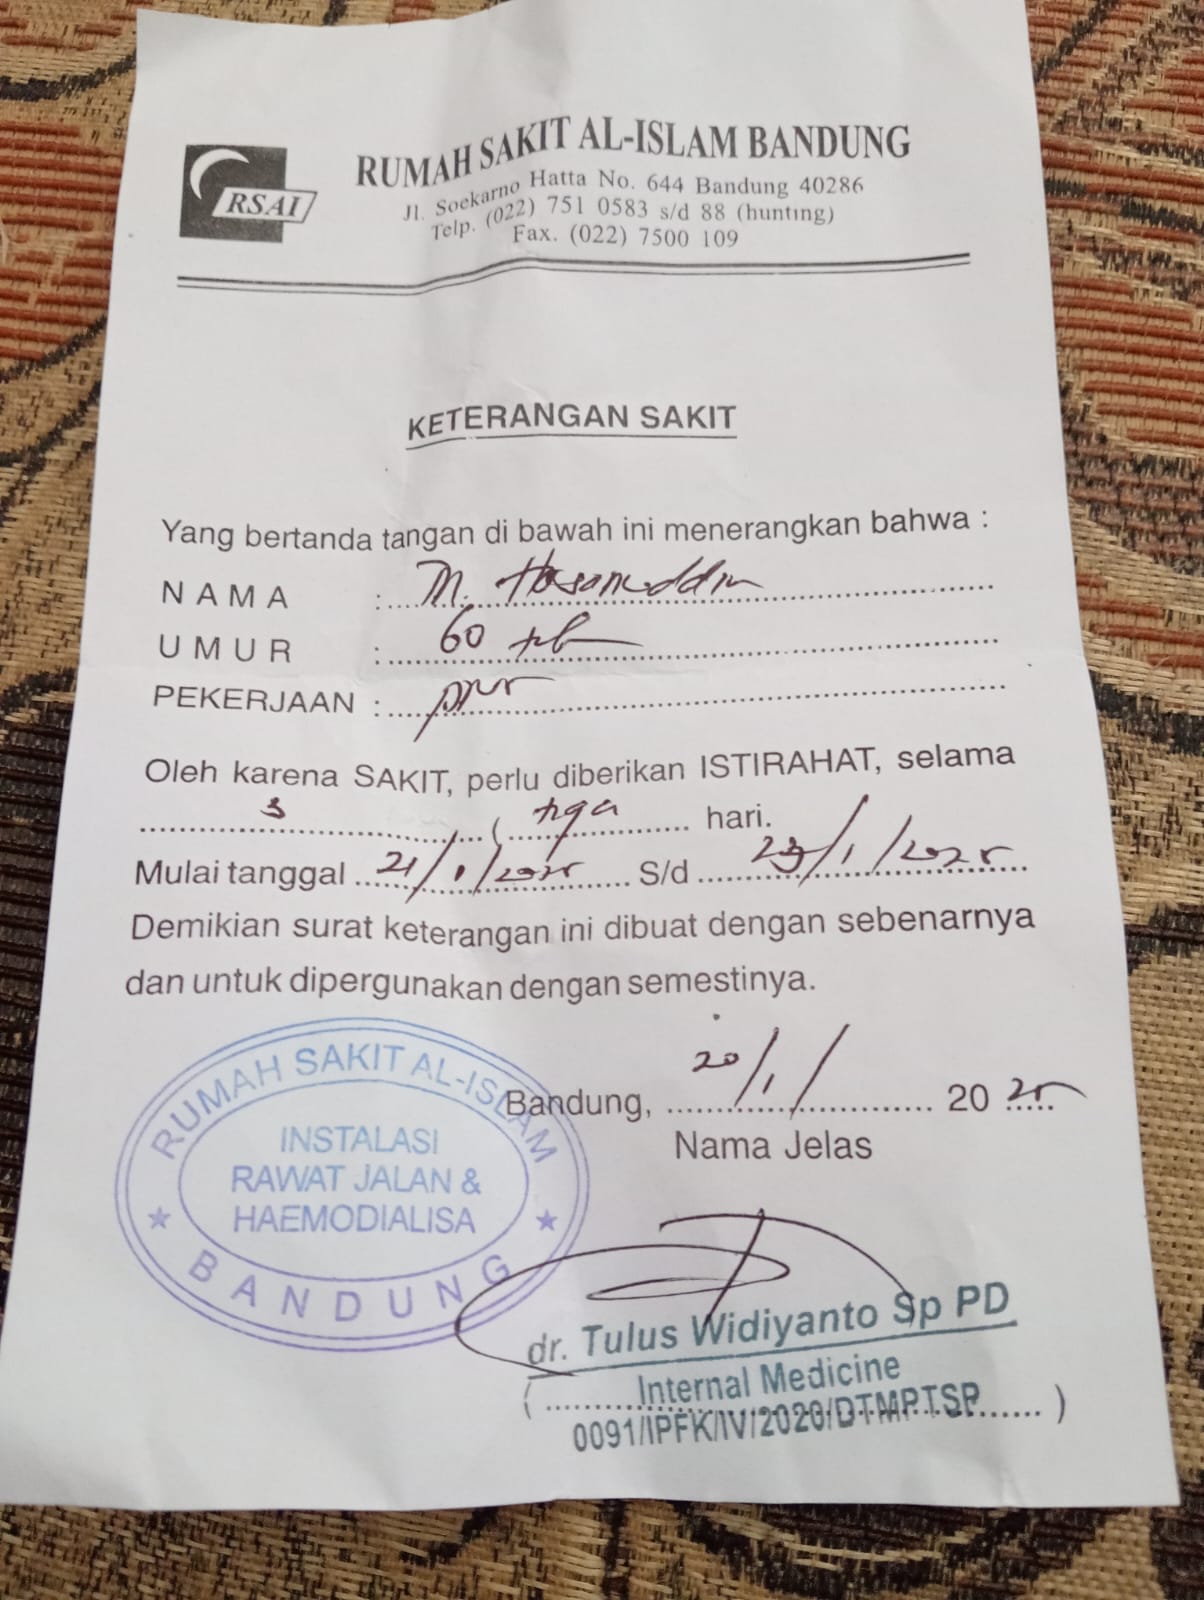 RSAI
RUMAH SAKIT AL-ISLAM BANDUNG
Jl. Soekarno Hatta No. 644 Bandung 40286
Telp. (022) 751 0583 s/d 88 (hunting)
Fax. (022) 7500 109
KETERANGAN SAKIT
Yang bertanda tangan di bawah ini menerangkan bahwa :
NAMA : M. Hasanuddin
UMUR : 60
PEKERJAAN :
Oleh karena SAKIT, perlu diberikan ISTIRAHAT, selama
3 ( tiga hari.
Mulai tanggal 21/1/2025 S/d 23/1/2025
Demikian surat keterangan ini dibuat dengan sebenarnya
dan untuk dipergunakan dengan semestinya.
Bandung, 20/1/ 2025
Nama Jelas
RUMAH SAKIT AL-ISLAM
INSTALASI
RAWAT JALAN &
HAEMODIALISA
BANDUNG
dr. Tulus Widiyanto Sp PD
( Internal Medicine )
0091/IPFK/IV/2020/DTMPTSP